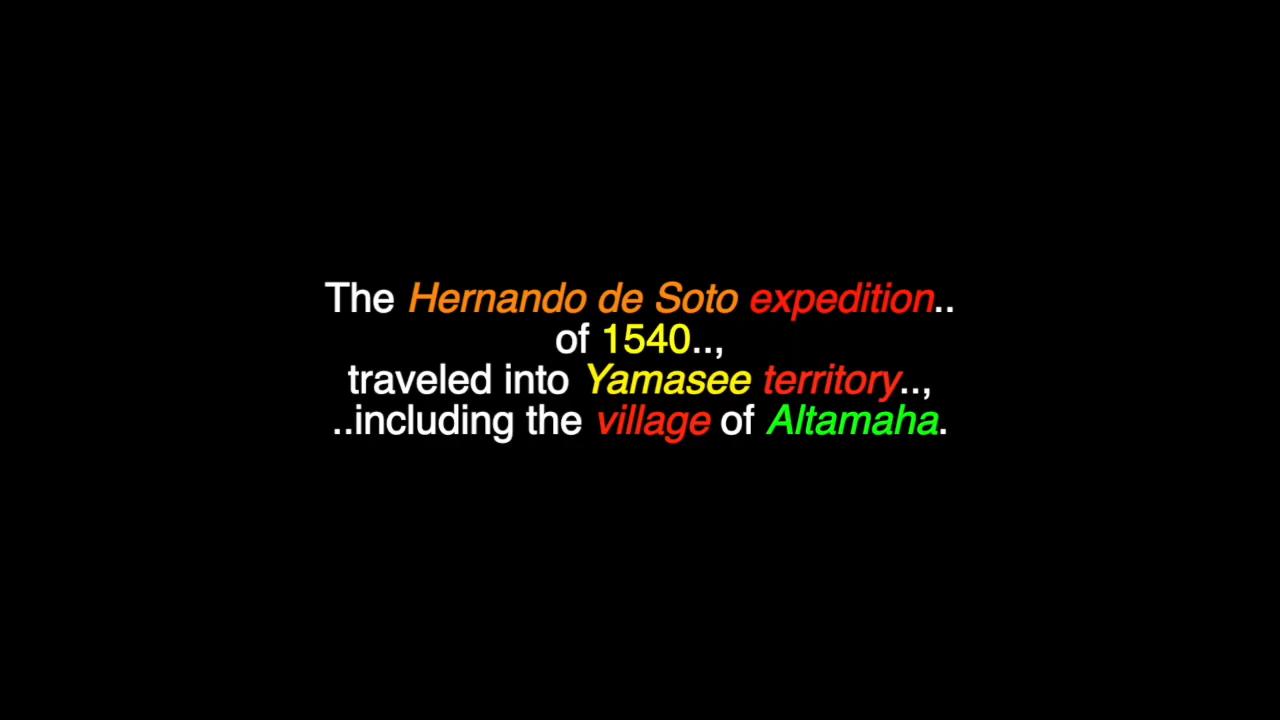 The Hernando de Soto expedition..
of 1540..,
traveled into Yamasee territory..,
..including the village of Altamaha.